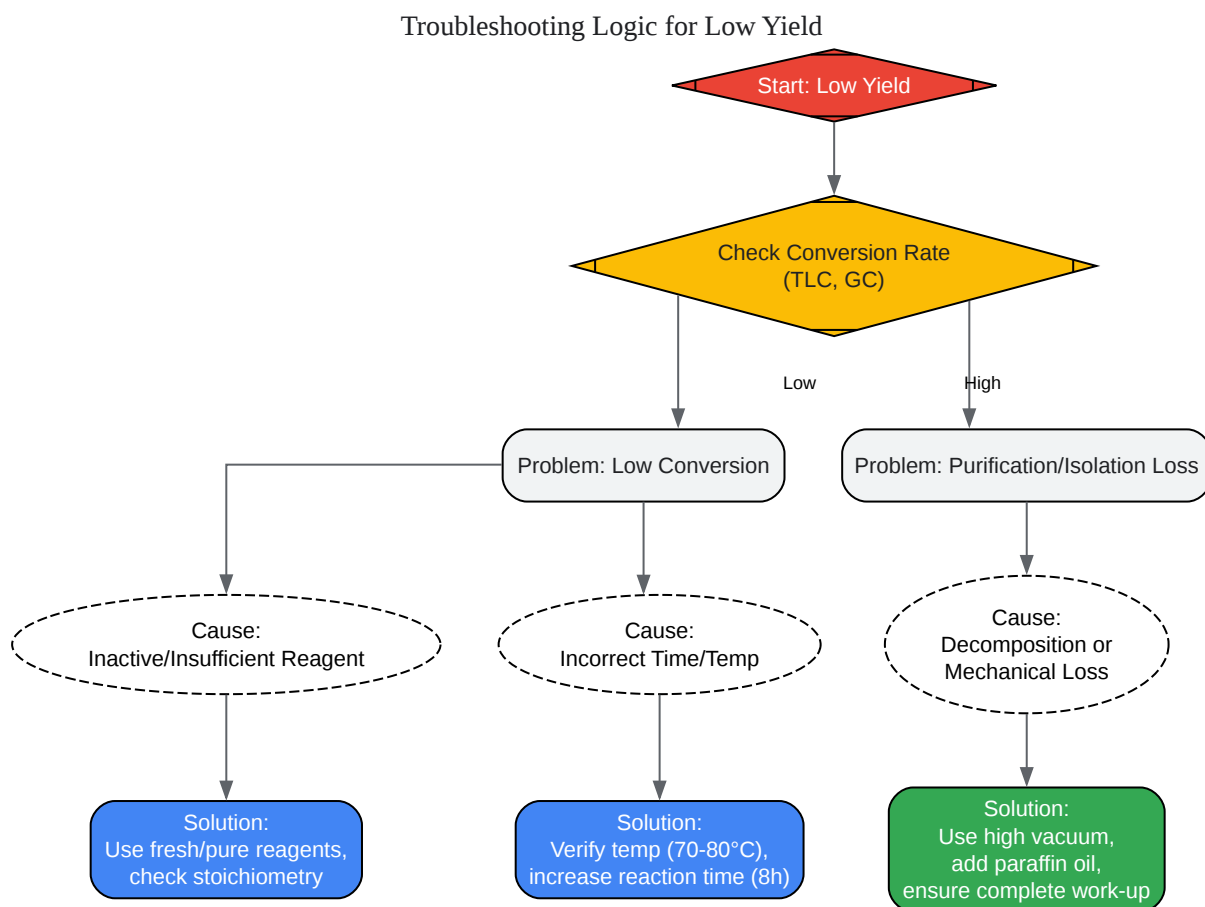 Troubleshooting Logic for Low Yield
Start: Low Yield
Check Conversion Rate
(TLC, GC)
Low
High
Problem: Low Conversion
Problem: Purification/Isolation Loss
Cause:
Inactive/Insufficient Reagent
Cause:
Incorrect Time/Temp
Cause:
Decomposition or
Mechanical Loss
Solution:
Use fresh/pure reagents,
check stoichiometry
Solution:
Verify temp (70-80°C),
increase reaction time (8h)
Solution:
Use high vacuum,
add paraffin oil,
ensure complete work-up